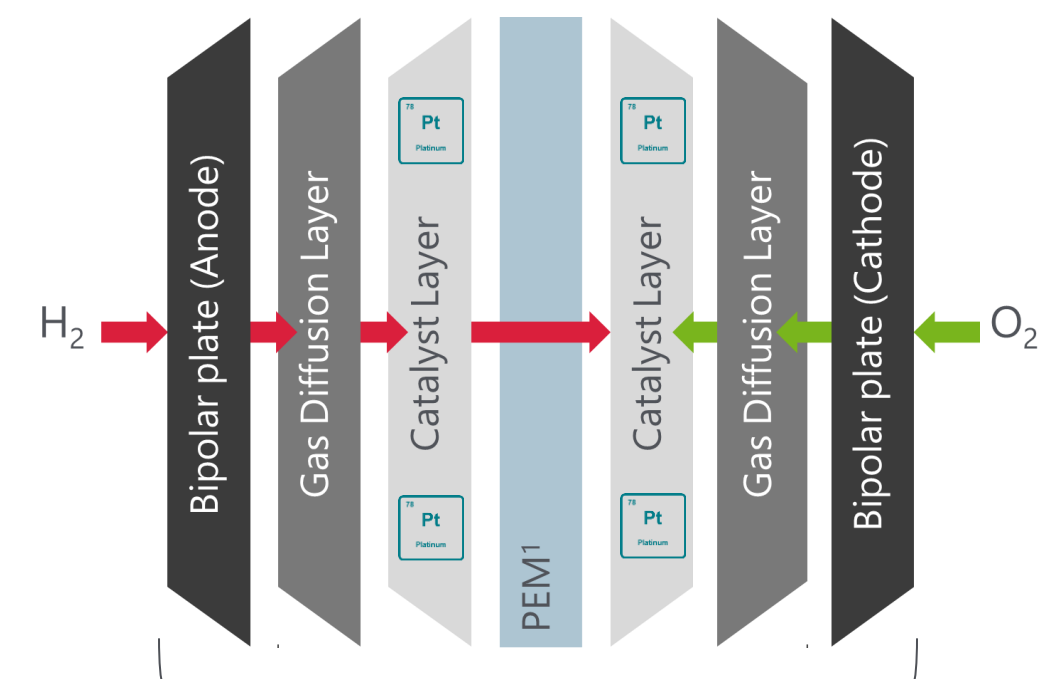 H₂
Bipolar plate (Anode)
Gas Diffusion Layer
78
Pt
Platinum
Catalyst Layer
78
Pt
Platinum
PEM¹
78
Pt
Platinum
Catalyst Layer
78
Pt
Platinum
Gas Diffusion Layer
Bipolar plate (Cathode)
O₂